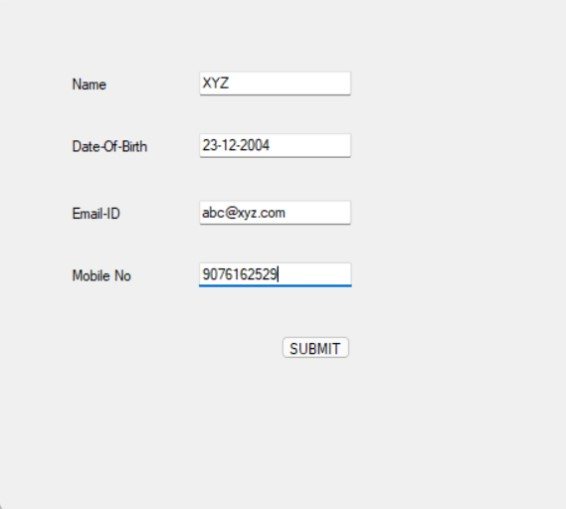 Name XYZ
Date-Of-Birth 23-12-2004
Email-ID abc@xyz.com
Mobile No 9076162529
SUBMIT